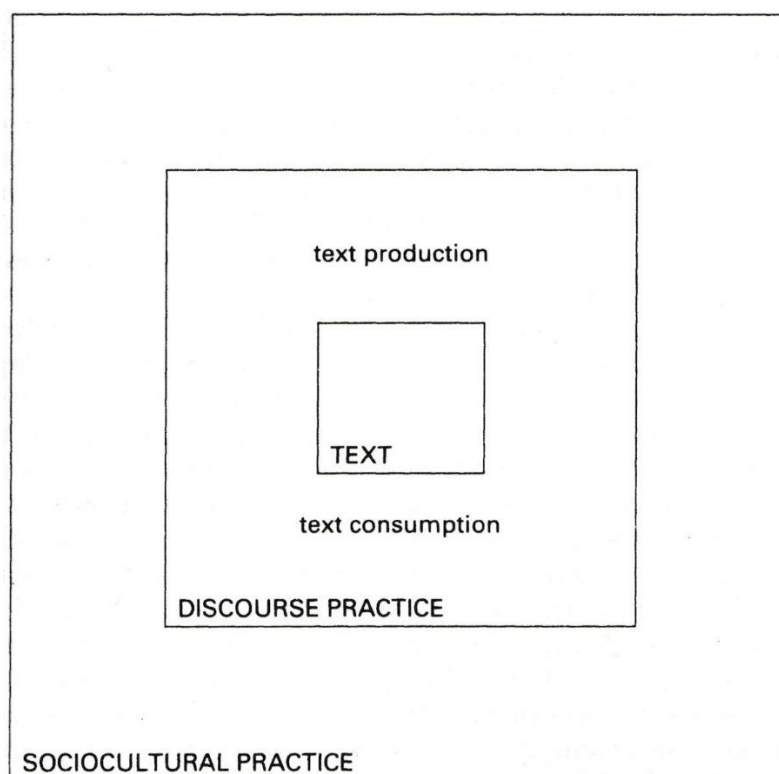 text production
TEXT
text consumption
DISCOURSE PRACTICE
SOCIOCULTURAL PRACTICE